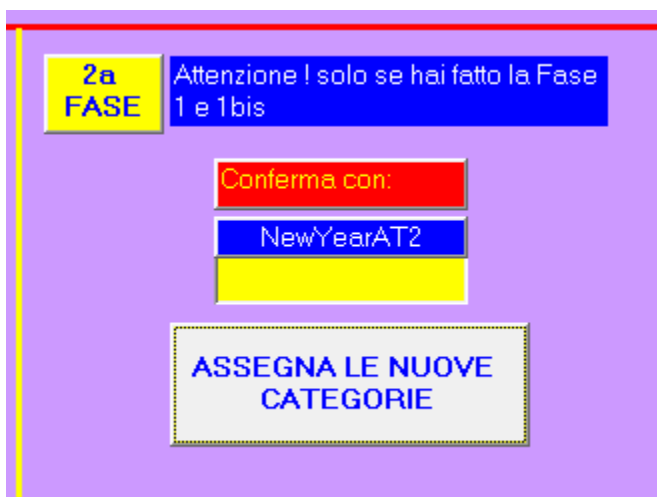 2a
FASE
Attenzione ! solo se hai fatto la Fase
1 e 1bis
Conferma con:
NewYearAT2
ASSEGNA LE NUOVE
CATEGORIE